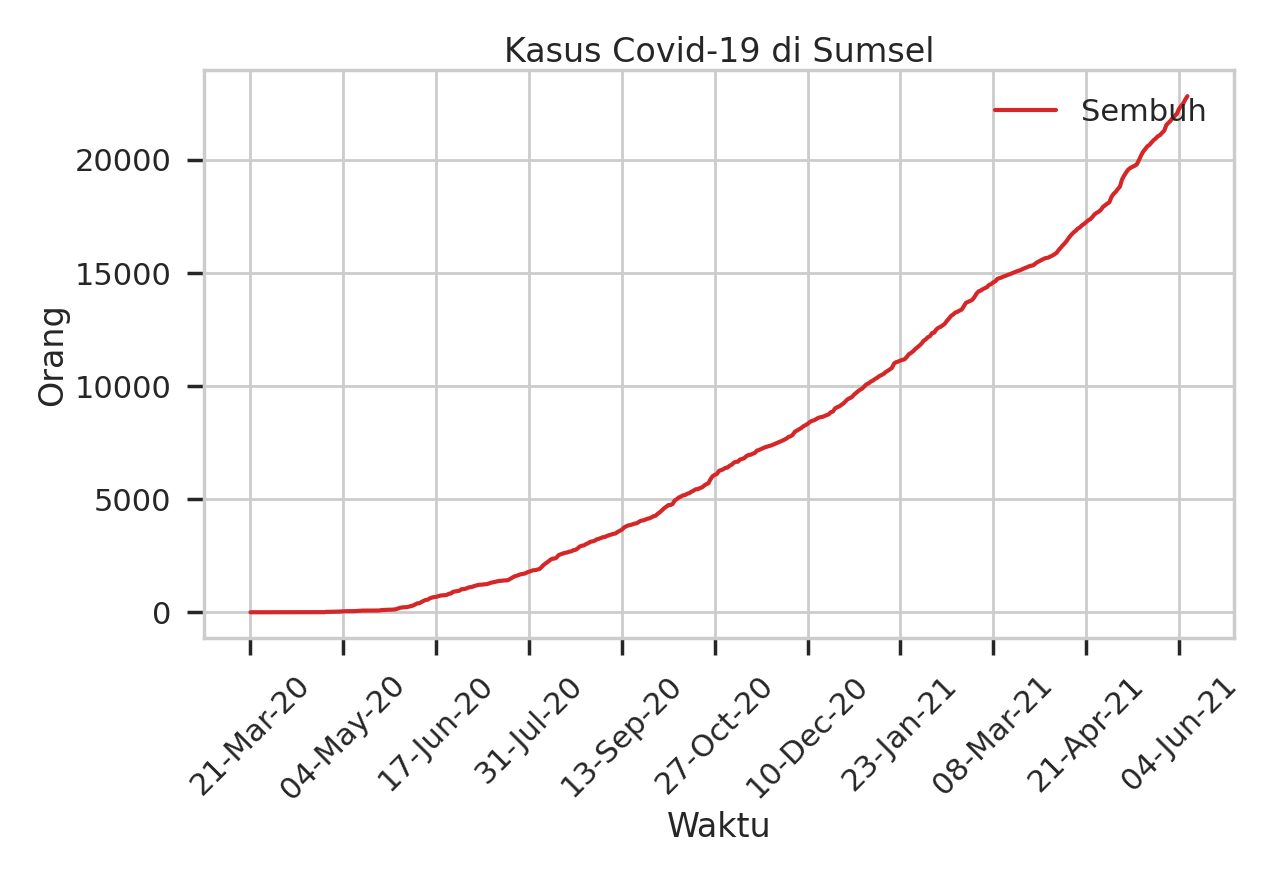 Kasus Covid-19 di Sumsel
Sembuh
Orang
20000
15000
10000
5000
0
21-Mar-20
04-May-20
17-Jun-20
31-Jul-20
13-Sep-20
27-Oct-20
10-Dec-20
23-Jan-21
08-Mar-21
21-Apr-21
04-Jun-21
Waktu